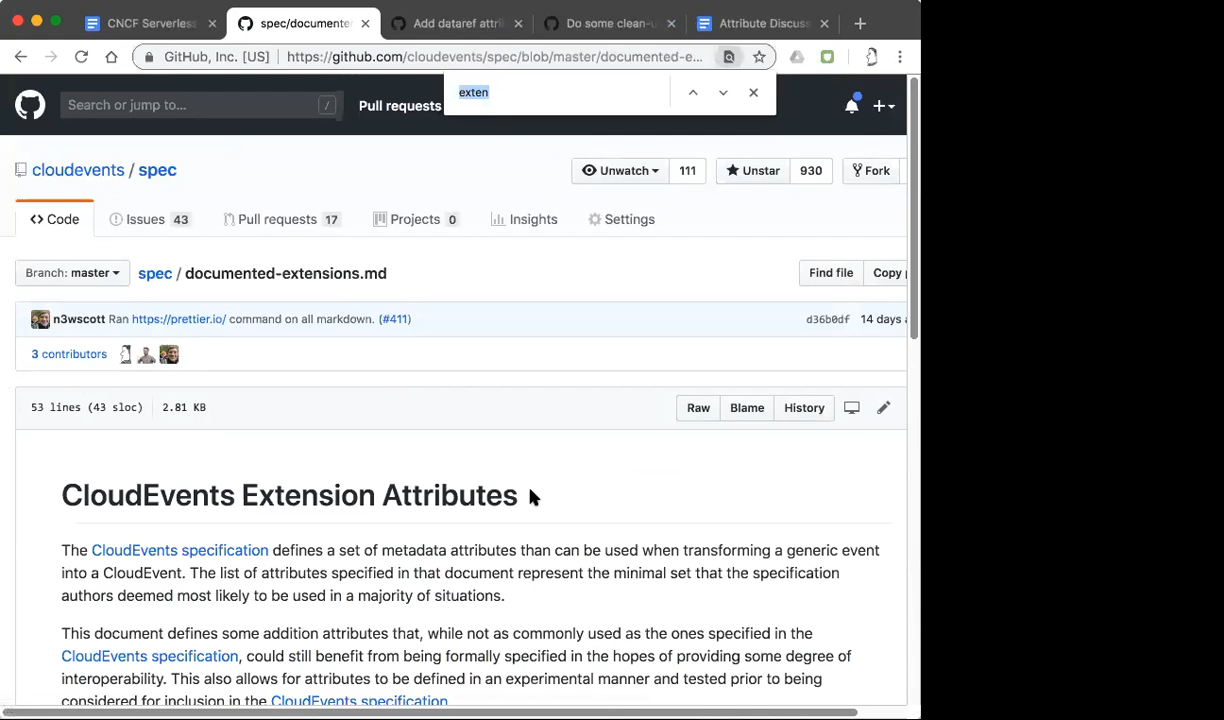 CNCF Serverless
spec/documente
Add dataref attri
Do some clean-u
Attribute Discus
GitHub, Inc. [US]
https://github.com/cloudevents/spec/blob/master/documented-e...
exten
Search or jump to...
/
Pull requests
cloudevents / spec
Unwatch 111
Unstar 930
Fork
Code
Issues 43
Pull requests 17
Projects 0
Insights
Settings
Branch: master
spec / documented-extensions.md
Find file
Copy
n3wscott Ran https://prettier.io/ command on all markdown. (#411)
d36b0df 14 days
3 contributors
53 lines (43 sloc) 2.81 KB
Raw
Blame
History
CloudEvents Extension Attributes
The CloudEvents specification defines a set of metadata attributes than can be used when transforming a generic event
into a CloudEvent. The list of attributes specified in that document represent the minimal set that the specification
authors deemed most likely to be used in a majority of situations.
This document defines some addition attributes that, while not as commonly used as the ones specified in the
CloudEvents specification, could still benefit from being formally specified in the hopes of providing some degree of
interoperability. This also allows for attributes to be defined in an experimental manner and tested prior to being
considered for inclusion in the CloudEvents specification.